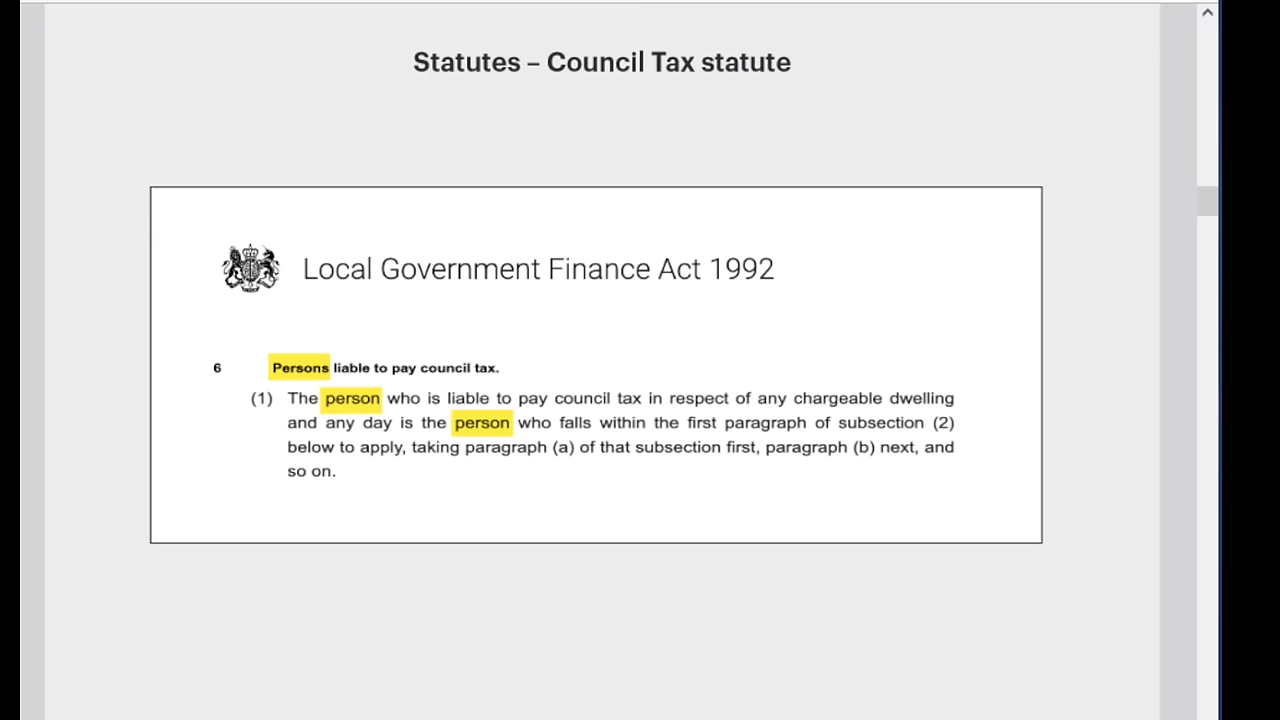 Statutes – Council Tax statute
Local Government Finance Act 1992
6 Persons liable to pay council tax.
(1) The person who is liable to pay council tax in respect of any chargeable dwelling
and any day is the person who falls within the first paragraph of subsection (2)
below to apply, taking paragraph (a) of that subsection first, paragraph (b) next, and
so on.